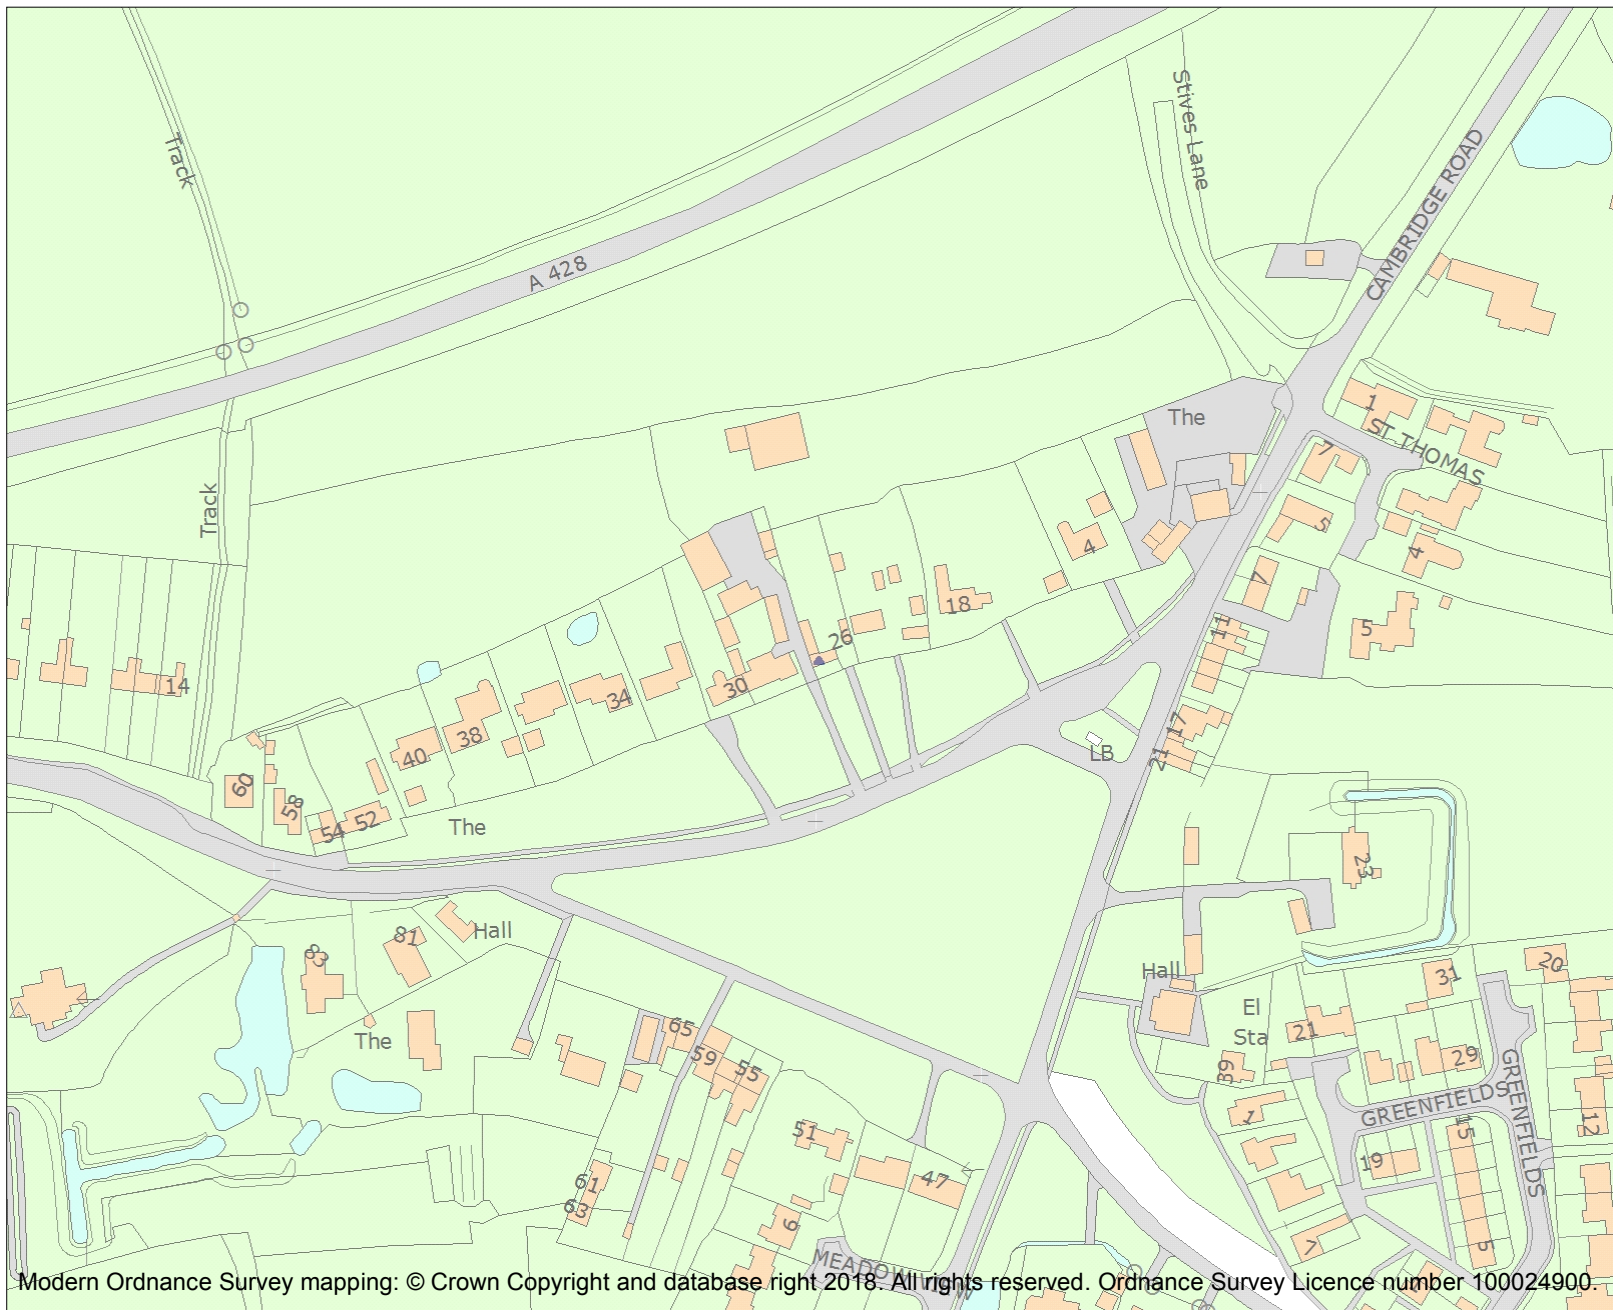 Track
Stives Lane
CAMBRIDGE ROAD
A 428
The
1
ST THOMAS
7
5
4
4
Track
7
18
5
11
26
14
30
34
38
17
40
LB
21
60
58
54
52
The
23
Hall
81
83
Hall
20
31
El
Sta
21
The
65
59
55
39
29
GREENFIELDS
GREENFIELDS
1
12
15
51
19
47
61
63
6
7
5
MEADOW VIEW
Modern Ordnance Survey mapping: © Crown Copyright and database right 2018. All rights reserved. Ordnance Survey Licence number 100024900.